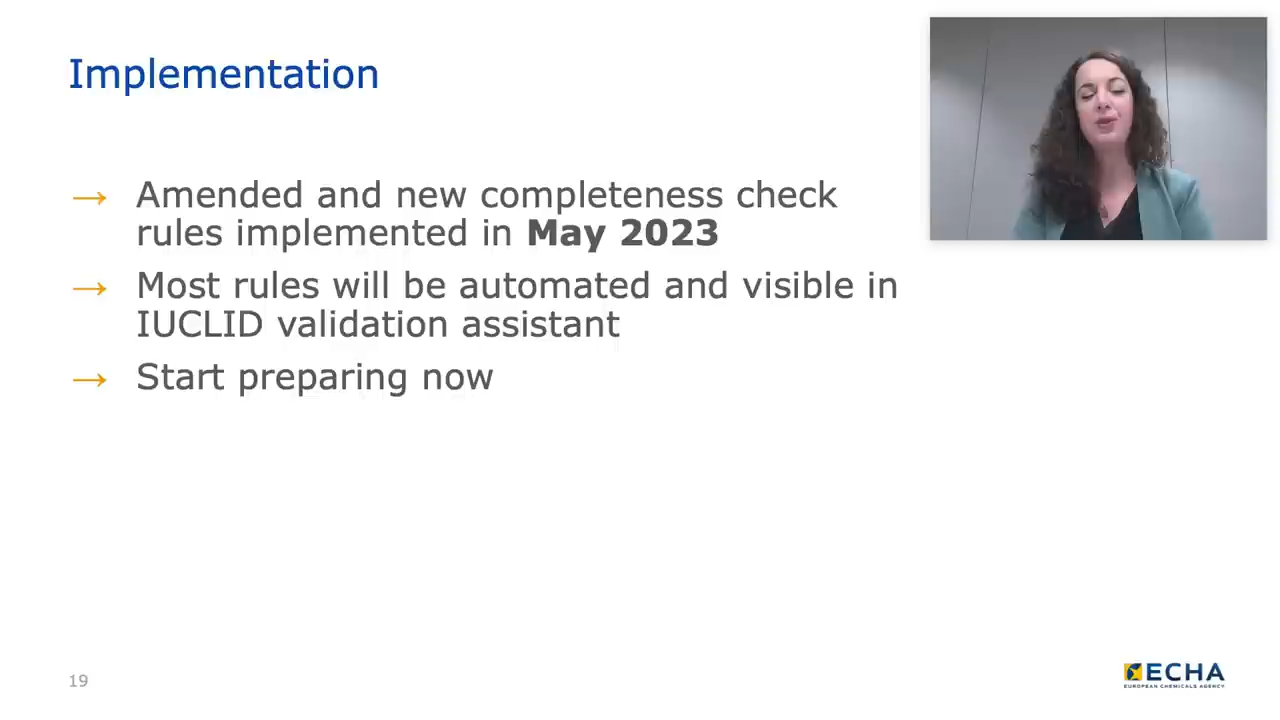 Implementation
→ Amended and new completeness check
rules implemented in May 2023
→ Most rules will be automated and visible in
IUCLID validation assistant
→ Start preparing now
19
ECHA
EUROPEAN CHEMICALS AGENCY